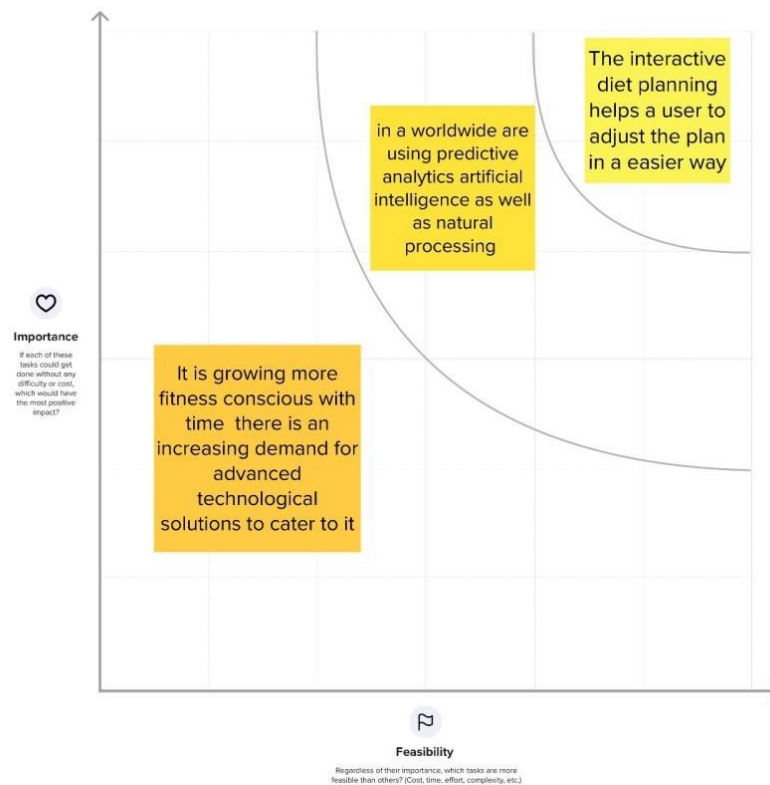 The interactive
diet planning
helps a user to
adjust the plan
in a easier way
in a worldwide are
using predictive
analytics artificial
intelligence as well
as natural
processing
Importance
If each of these
tasks could get
done without any
difficulty or cost,
which would have
the most positive
impact?
It is growing more
fitness conscious with
time there is an
increasing demand for
advanced
technological
solutions to cater to it
Feasibility
Regardless of their importance, which tasks are more
feasible than others? (Cost, time, effort, complexity, etc.)